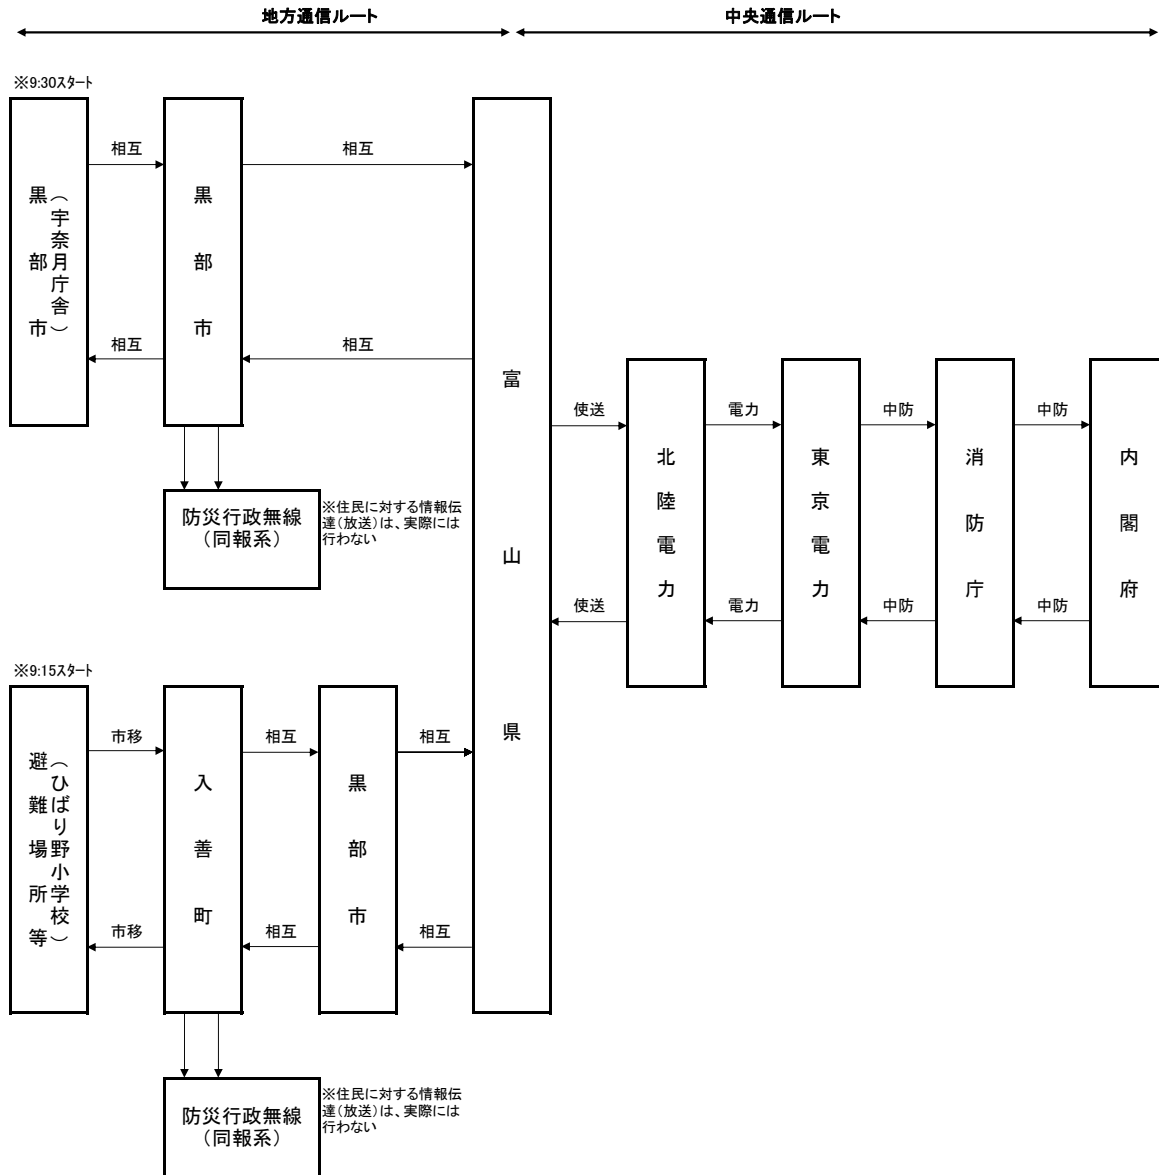 地方通信ルート
中央通信ルート
※9:30スタート
黒部市
（宇奈月庁舎）
相互
相互
黒部市
相互
相互
防災行政無線
（同報系）
※住民に対する情報伝
達（放送）は、実際には
行わない
富山県
使送
使送
北陸電力
電力
電力
東京電力
中防
中防
消防庁
中防
中防
内閣府
※9:15スタート
避難場所等
（ひばり野小学校）
市移
市移
入善町
相互
相互
黒部市
相互
相互
防災行政無線
（同報系）
※住民に対する情報伝
達（放送）は、実際には
行わない